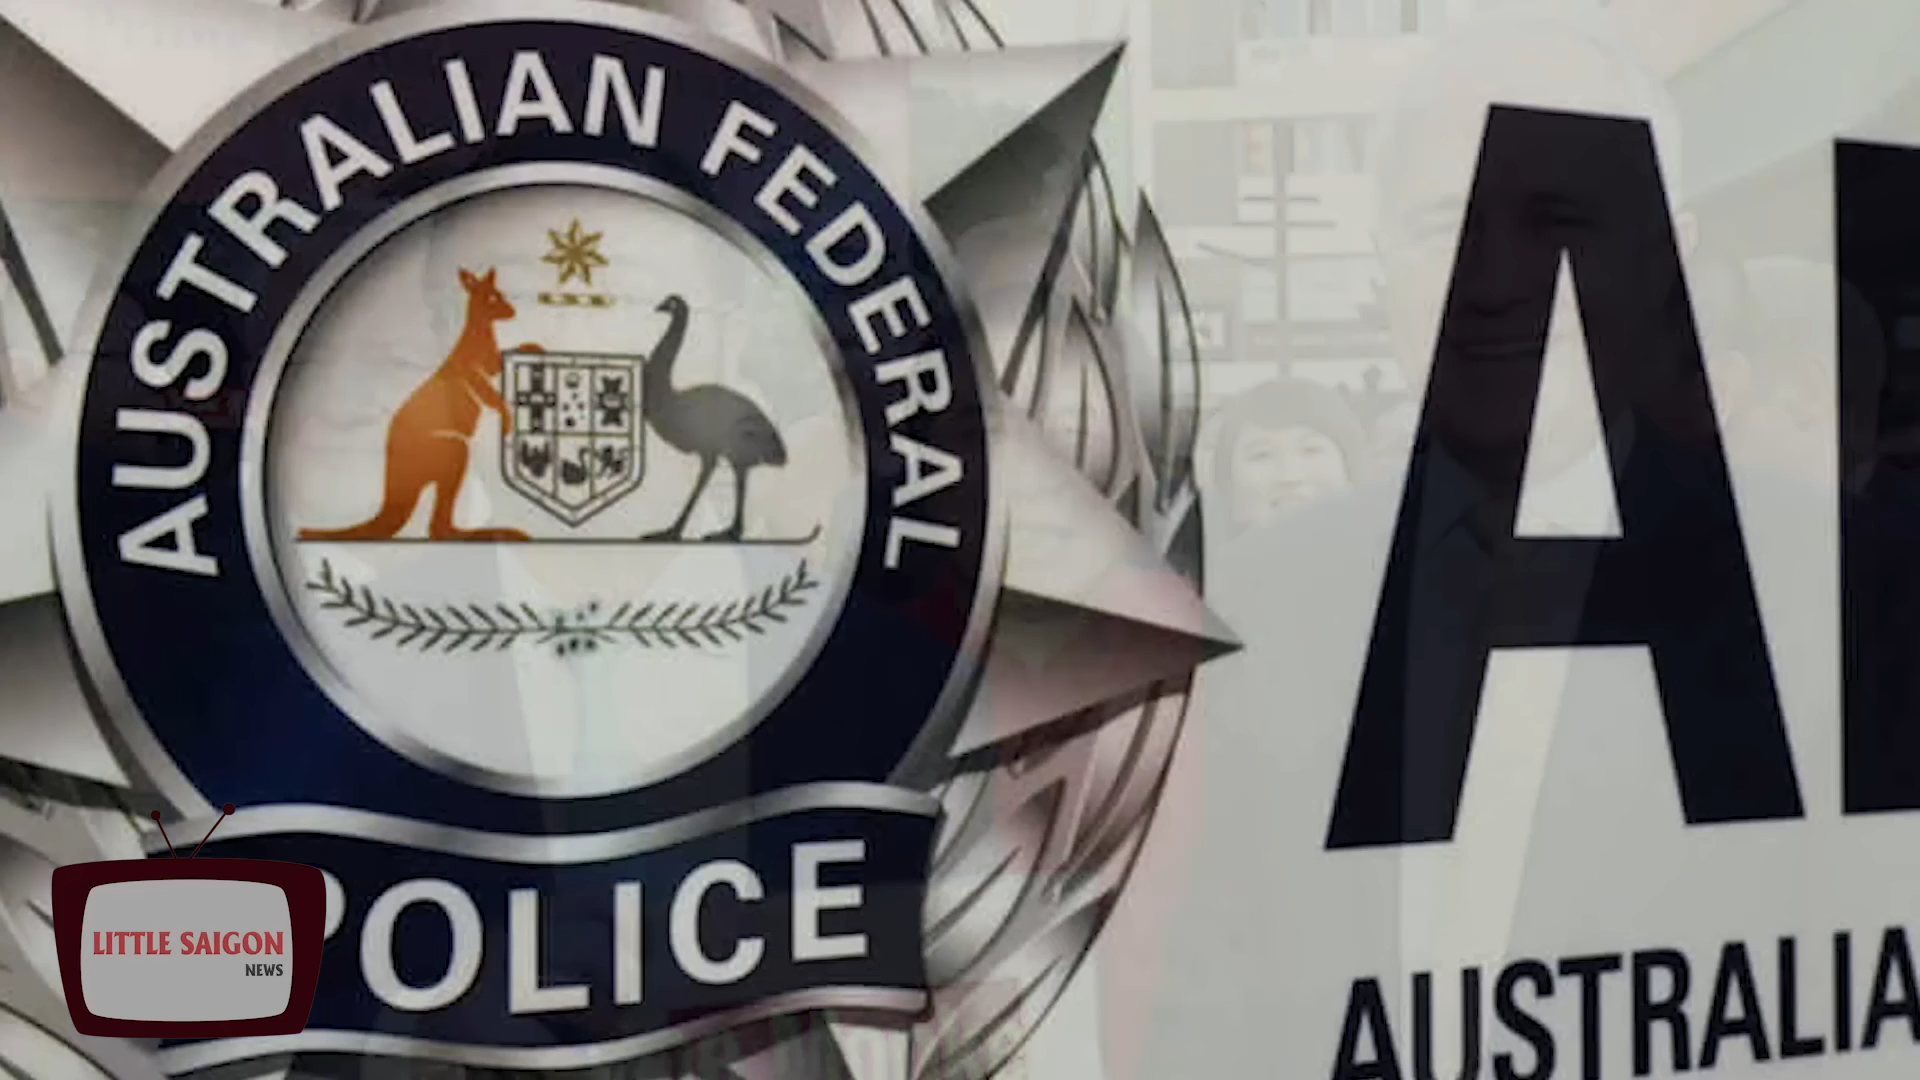 AUSTRALIAN FEDERAL
POLICE
A
AUSTRALIA
LITTLE SAIGON
NEWS